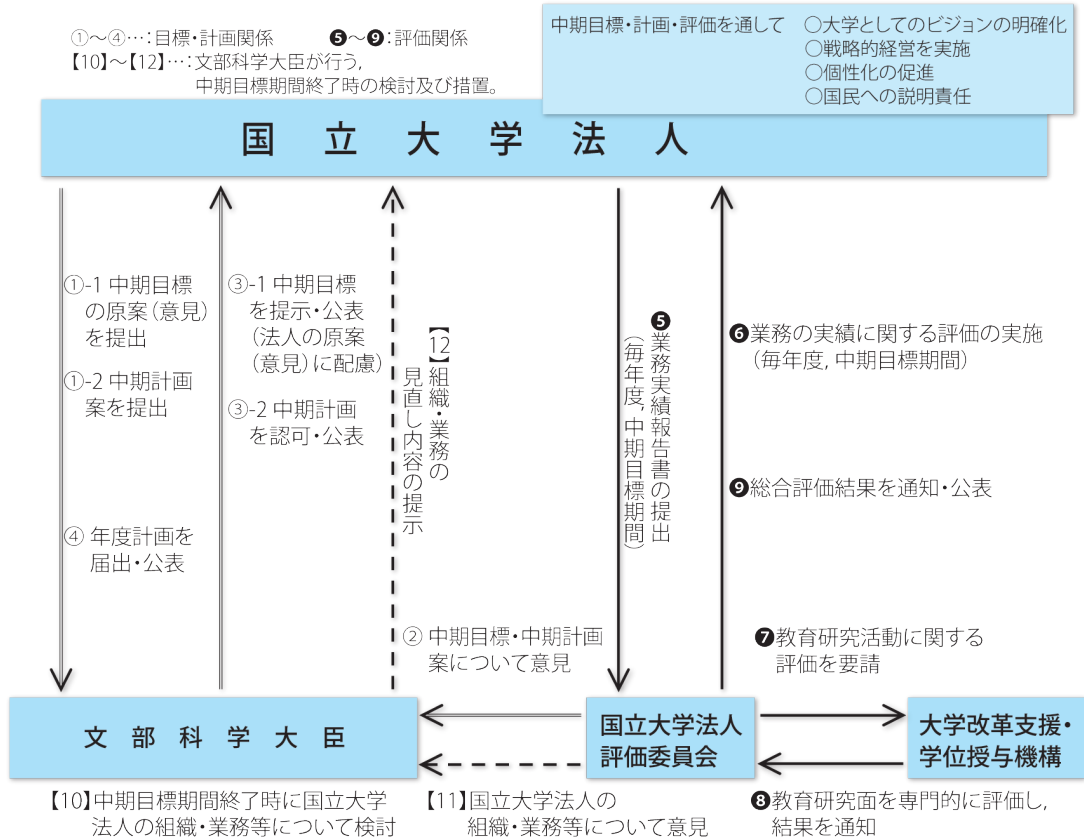 ①～④…：目標・計画関係　❺～❾：評価関係
【10】～【12】…：文部科学大臣が行う，
中期目標期間終了時の検討及び措置。
中期目標・計画・評価を通して　○大学としてのビジョンの明確化
○戦略的経営を実施
○個性化の促進
○国民への説明責任
国立大学法人
①-1 中期目標
の原案（意見）
を提出
①-2 中期計画
案を提出
④ 年度計画を
届出・公表
③-1 中期目標
を提示・公表
（法人の原案
（意見）に配慮）
③-2 中期計画
を認可・公表
【12】組織・業務の
見直し内容の提示
❺業務実績報告書の提出
（毎年度，中期目標期間）
❻業務の実績に関する評価の実施
（毎年度，中期目標期間）
❾総合評価結果を通知・公表
② 中期目標・中期計画
案について意見
❼教育研究活動に関する
評価を要請
文部科学大臣
国立大学法人
評価委員会
大学改革支援・
学位授与機構
【10】中期目標期間終了時に国立大学
法人の組織・業務等について検討
【11】国立大学法人の
組織・業務等について意見
❽教育研究面を専門的に評価し，
結果を通知